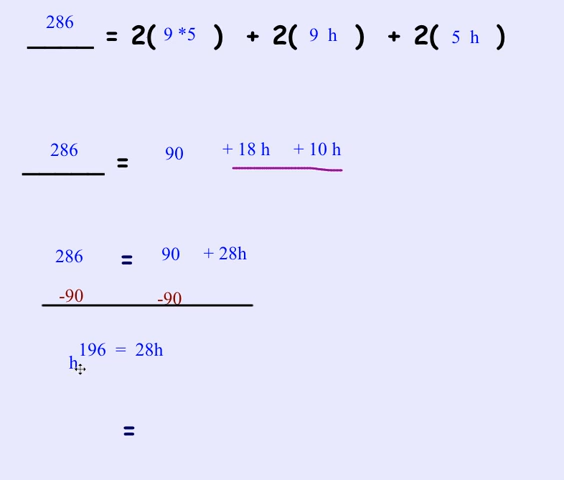 286 = 2( 9 *5 ) + 2( 9 h ) + 2( 5 h )
286 = 90 + 18 h + 10 h
286 = 90 + 28h
-90 -90
196 = 28h
h
=